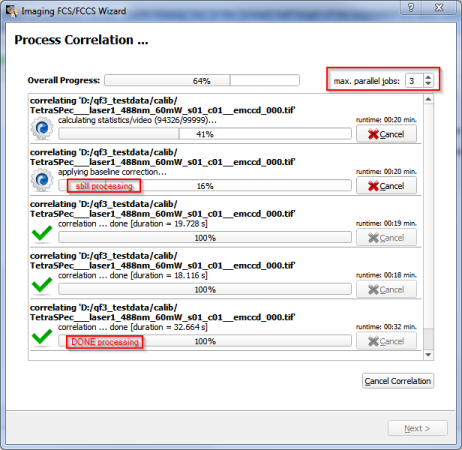 Imaging FCS/FCCS Wizard
Process Correlation ...
Overall Progress: 64% max. parallel jobs: 3
correlating 'D:/qf3_testdata/calib/
TetraSPec___laser1_488nm_60mW_s01_c01__emccd_000.tif'
calculating statistics/video (94326/99999)... runtime: 00:20 min.
41% Cancel
correlating 'D:/qf3_testdata/calib/
TetraSPec___laser1_488nm_60mW_s01_c01__emccd_000.tif'
applying baseline correction... runtime: 00:20 min.
still processing 16% Cancel
correlating 'D:/qf3_testdata/calib/
TetraSPec___laser1_488nm_60mW_s01_c01__emccd_000.tif'
correlation ... done [duration = 19.728 s] runtime: 00:19 min.
100% Cancel
correlating 'D:/qf3_testdata/calib/
TetraSPec___laser1_488nm_60mW_s01_c01__emccd_000.tif'
correlation ... done [duration = 18.116 s] runtime: 00:18 min.
100% Cancel
correlating 'D:/qf3_testdata/calib/
TetraSPec___laser1_488nm_60mW_s01_c01__emccd_000.tif'
correlation ... done [duration = 32.664 s] runtime: 00:32 min.
DONE processing 100% Cancel
Cancel Correlation
Next >